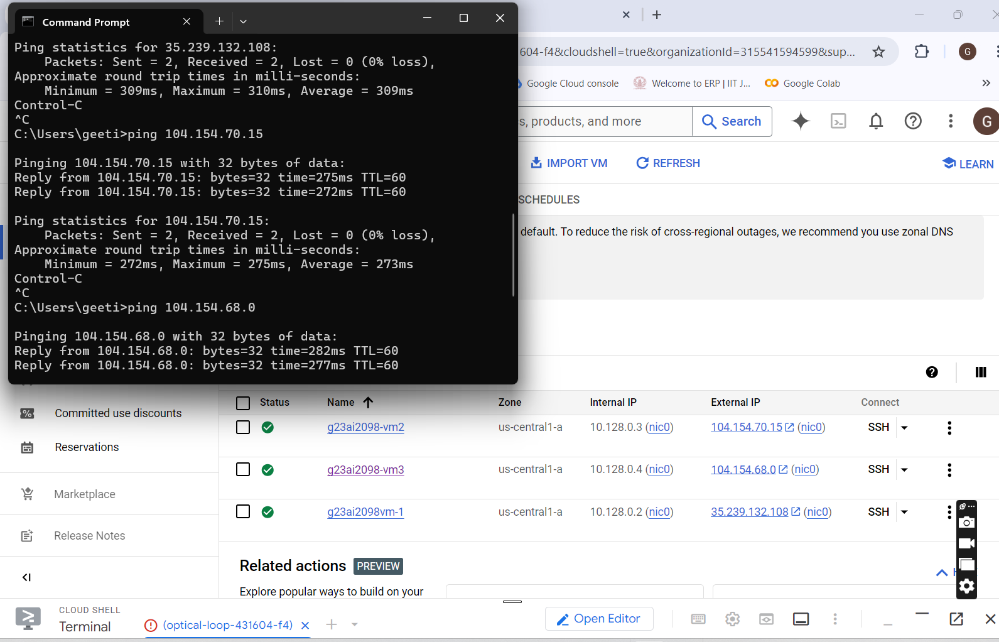 Command Prompt
Ping statistics for 35.239.132.108:
    Packets: Sent = 2, Received = 2, Lost = 0 (0% loss),
Approximate round trip times in milli-seconds:
    Minimum = 309ms, Maximum = 310ms, Average = 309ms
Control-C
^C
C:\Users\geeti>ping 104.154.70.15
Pinging 104.154.70.15 with 32 bytes of data:
Reply from 104.154.70.15: bytes=32 time=275ms TTL=60
Reply from 104.154.70.15: bytes=32 time=272ms TTL=60
Ping statistics for 104.154.70.15:
    Packets: Sent = 2, Received = 2, Lost = 0 (0% loss),
Approximate round trip times in milli-seconds:
    Minimum = 272ms, Maximum = 275ms, Average = 273ms
Control-C
^C
C:\Users\geeti>ping 104.154.68.0
Pinging 104.154.68.0 with 32 bytes of data:
Reply from 104.154.68.0: bytes=32 time=282ms TTL=60
Reply from 104.154.68.0: bytes=32 time=277ms TTL=60
604-f4&cloudshell=true&organizationId=315541594599&sup...
G
Google Cloud console Welcome to ERP | IIT J... Google Colab
s, products, and more Search G
IMPORT VM REFRESH LEARN
SCHEDULES
default. To reduce the risk of cross-regional outages, we recommend you use zonal DNS
Committed use discounts
Reservations
Marketplace
Release Notes
Status Name Zone Internal IP External IP Connect
g23ai2098-vm2 us-central1-a 10.128.0.3 (nic0) 104.154.70.15 (nic0) SSH
g23ai2098-vm3 us-central1-a 10.128.0.4 (nic0) 104.154.68.0 (nic0) SSH
g23ai2098vm-1 us-central1-a 10.128.0.2 (nic0) 35.239.132.108 (nic0) SSH
Related actions PREVIEW
Explore popular ways to build on your
CLOUD SHELL
Terminal (optical-loop-431604-f4) Open Editor